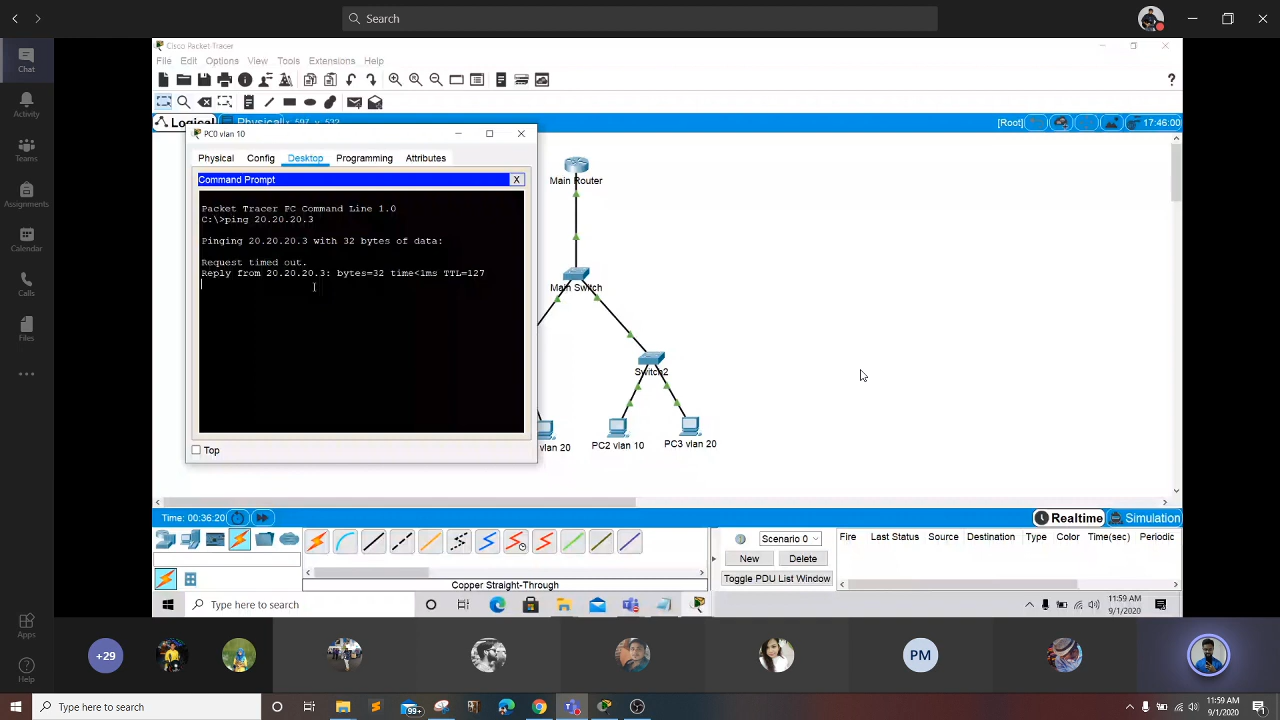 Search
Cisco Packet Tracer
File Edit Options View Tools Extensions Help
Logical Physical x: 597, y: 532
[Root] 17:46:00
PC0 vlan 10
Physical Config Desktop Programming Attributes
Command Prompt X
Packet Tracer PC Command Line 1.0
C:\>ping 20.20.20.3
Pinging 20.20.20.3 with 32 bytes of data:
Request timed out.
Reply from 20.20.20.3: bytes=32 time<1ms TTL=127
Top
Main Router
Main Switch
Switch2
vlan 20
PC2 vlan 10
PC3 vlan 20
Chat
Activity
Teams
Assignments
Calendar
Calls
Files
Apps
Help
Time: 00:36:20
Realtime Simulation
Scenario 0
New Delete
Toggle PDU List Window
Fire Last Status Source Destination Type Color Time(sec) Periodic
Copper Straight-Through
Type here to search
11:59 AM
9/1/2020
+29
PM
Type here to search
99+
11:59 AM
9/1/2020